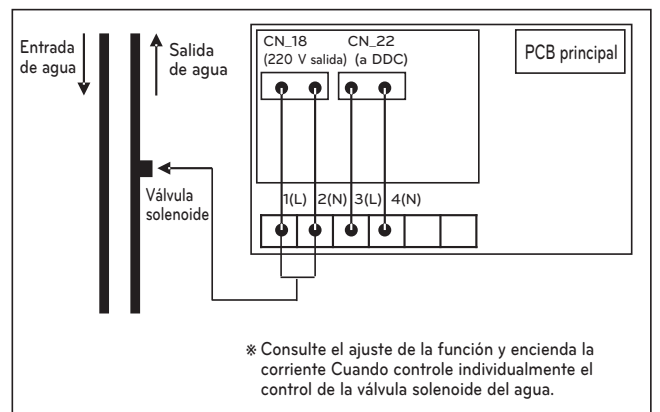 Entrada
de agua
Salida
de agua
CN_18
(220 V salida)
CN_22
(a DDC)
PCB principal
Válvula
solenoide
1(L) 2(N) 3(L) 4(N)
※ Consulte el ajuste de la función y encienda la
corriente Cuando controle individualmente el
control de la válvula solenoide del agua.